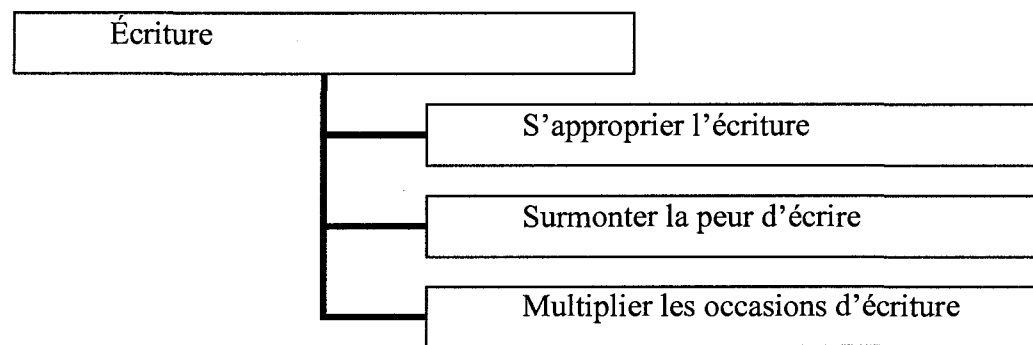 Écriture
S’approprier l’écriture
Surmonter la peur d’écrire
Multiplier les occasions d’écriture